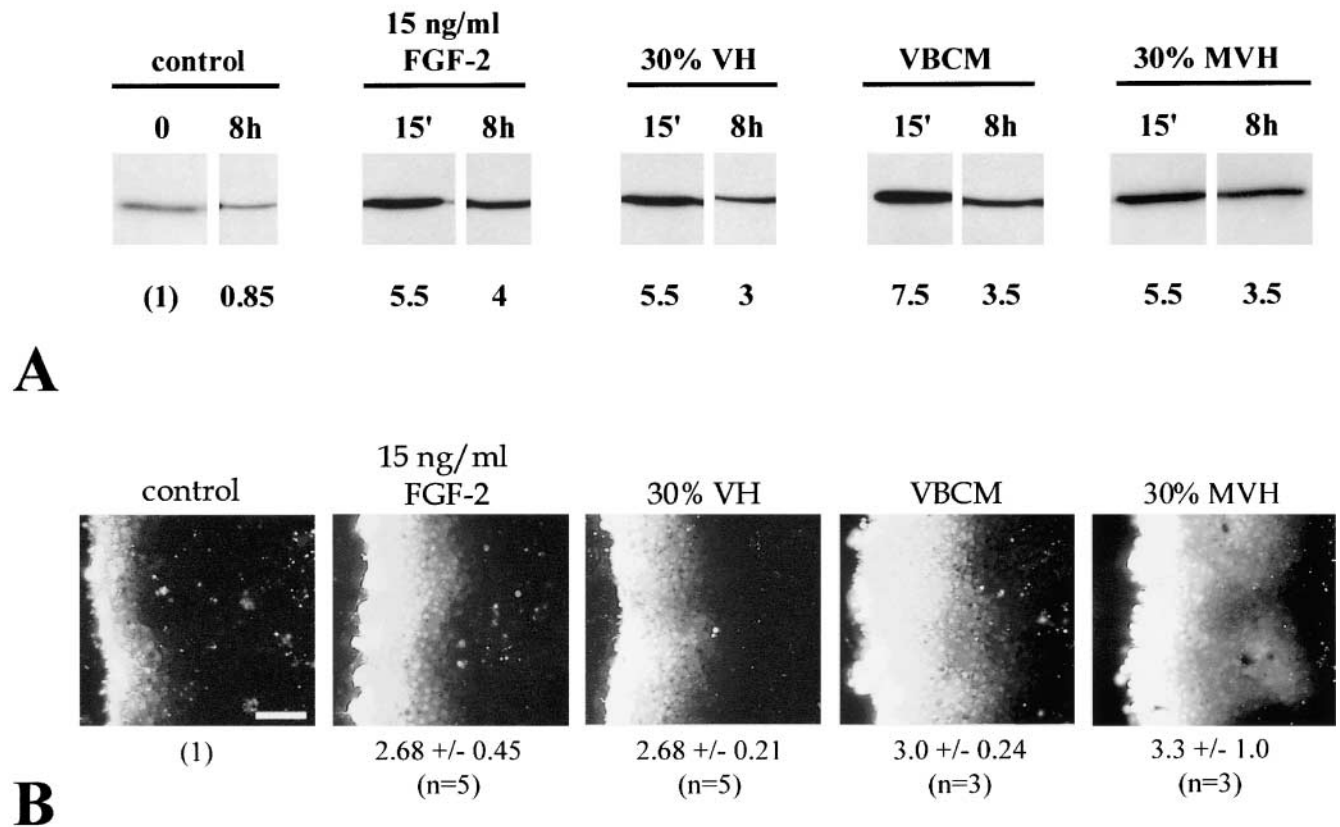 15 ng/ml
control FGF-2 30% VH VBCM 30% MVH
0 8h 15' 8h 15' 8h 15' 8h 15' 8h
(1) 0.85 5.5 4 5.5 3 7.5 3.5 5.5 3.5
A
15 ng/ml
control FGF-2 30% VH VBCM 30% MVH
(1) 2.68 +/- 0.45 2.68 +/- 0.21 3.0 +/- 0.24 3.3 +/- 1.0
(n=5) (n=5) (n=3) (n=3)
B